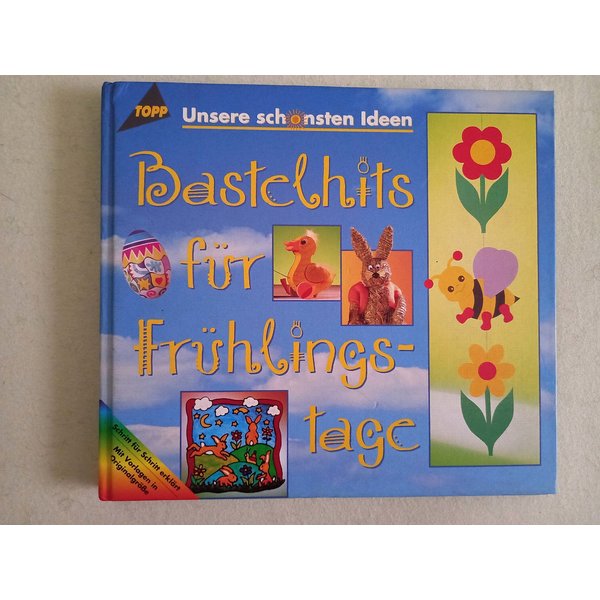 TOPP
Unsere schönsten Ideen
Bastelhits
für
Frühlings-
tage
Schritt für Schritt erklärt
Mit Vorlagen in
Originalgröße